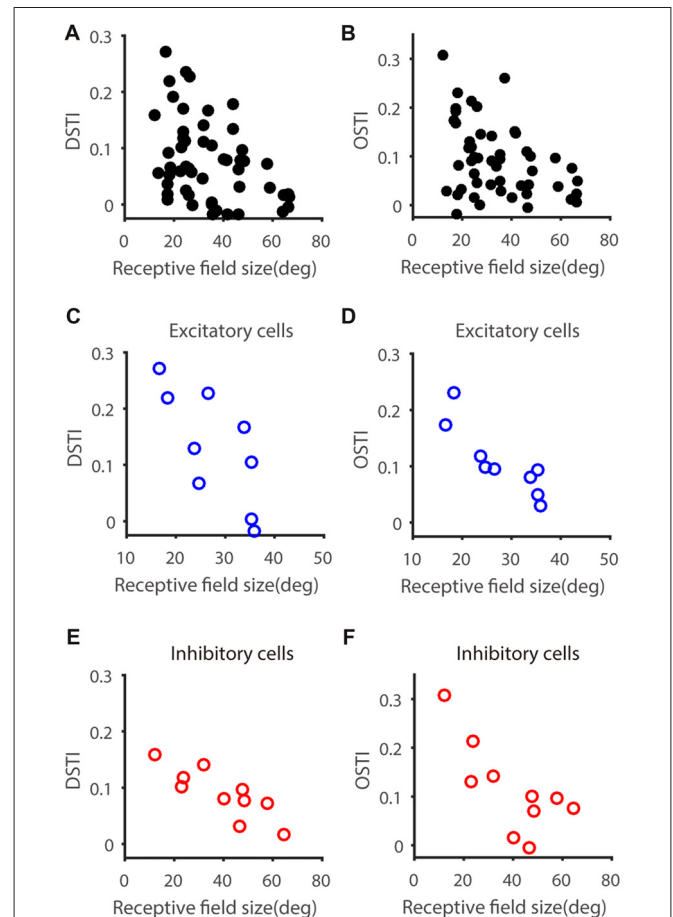 A
B
0.3
0.2
0.1
0
DSTI
0 20 40 60 80
Receptive field size(deg)
0.3
0.2
0.1
0
OSTI
0 20 40 60 80
Receptive field size(deg)
C
Excitatory cells
0.3
0.2
0.1
0
DSTI
10 20 30 40 50
Receptive field size(deg)
D
Excitatory cells
0.3
0.2
0.1
0
OSTI
10 20 30 40 50
Receptive field size(deg)
E
Inhibitory cells
0.3
0.2
0.1
0
DSTI
0 20 40 60 80
Receptive field size(deg)
F
Inhibitory cells
0.3
0.2
0.1
0
OSTI
0 20 40 60 80
Receptive field size(deg)